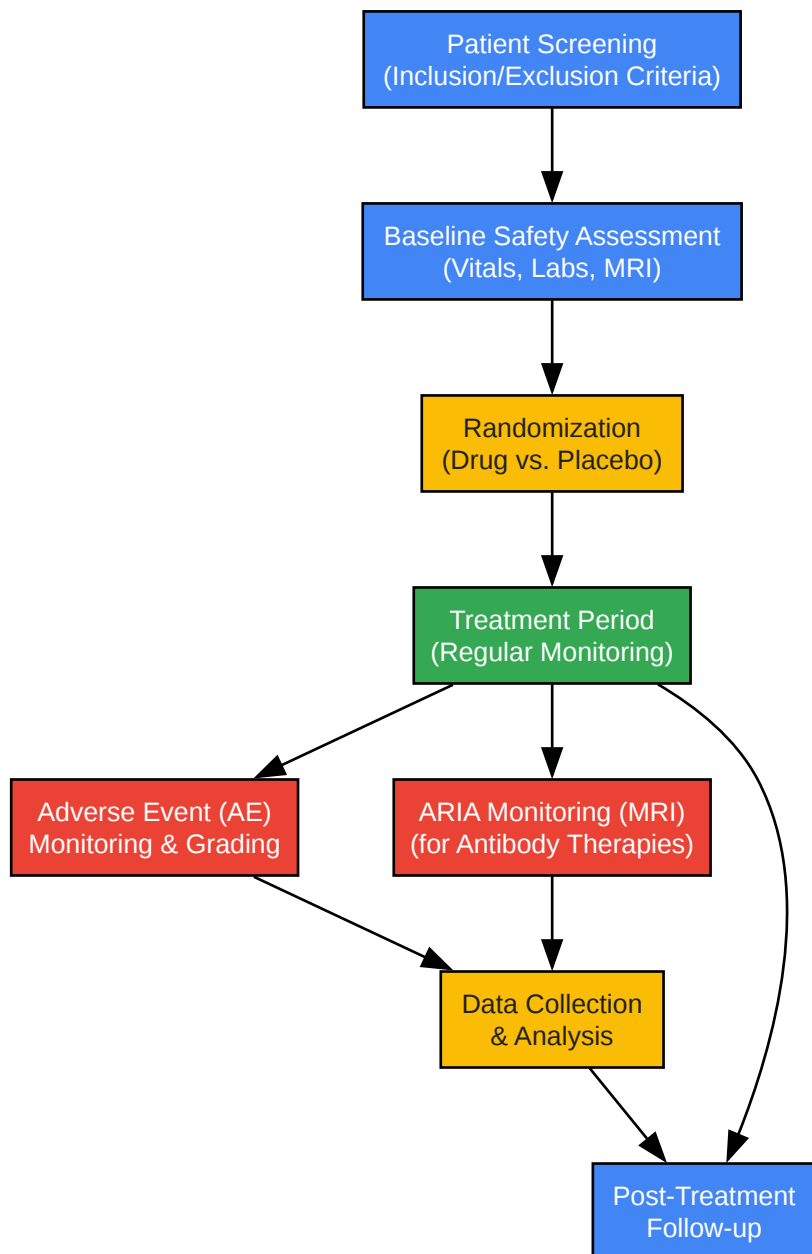 Patient Screening
(Inclusion/Exclusion Criteria)
Baseline Safety Assessment
(Vitals, Labs, MRI)
Randomization
(Drug vs. Placebo)
Treatment Period
(Regular Monitoring)
Adverse Event (AE)
Monitoring & Grading
ARIA Monitoring (MRI)
(for Antibody Therapies)
Data Collection
& Analysis
Post-Treatment
Follow-up